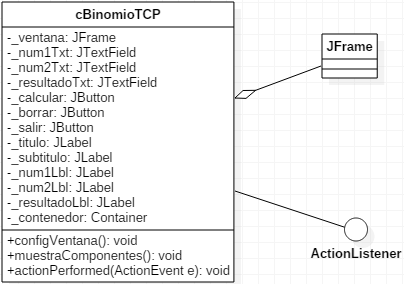 cBinomioTCP
-_ventana: JFrame
-_num1Txt: JTextField
-_num2Txt: JTextField
-_resultadoTxt: JTextField
-_calcular: JButton
-_borrar: JButton
-_salir: JButton
-_titulo: JLabel
-_subtitulo: JLabel
-_num1Lbl: JLabel
-_num2Lbl: JLabel
-_resultadoLbl: JLabel
-_contenedor: Container
+configVentana(): void
+muestraComponentes(): void
+actionPerformed(ActionEvent e): void
JFrame
ActionListener